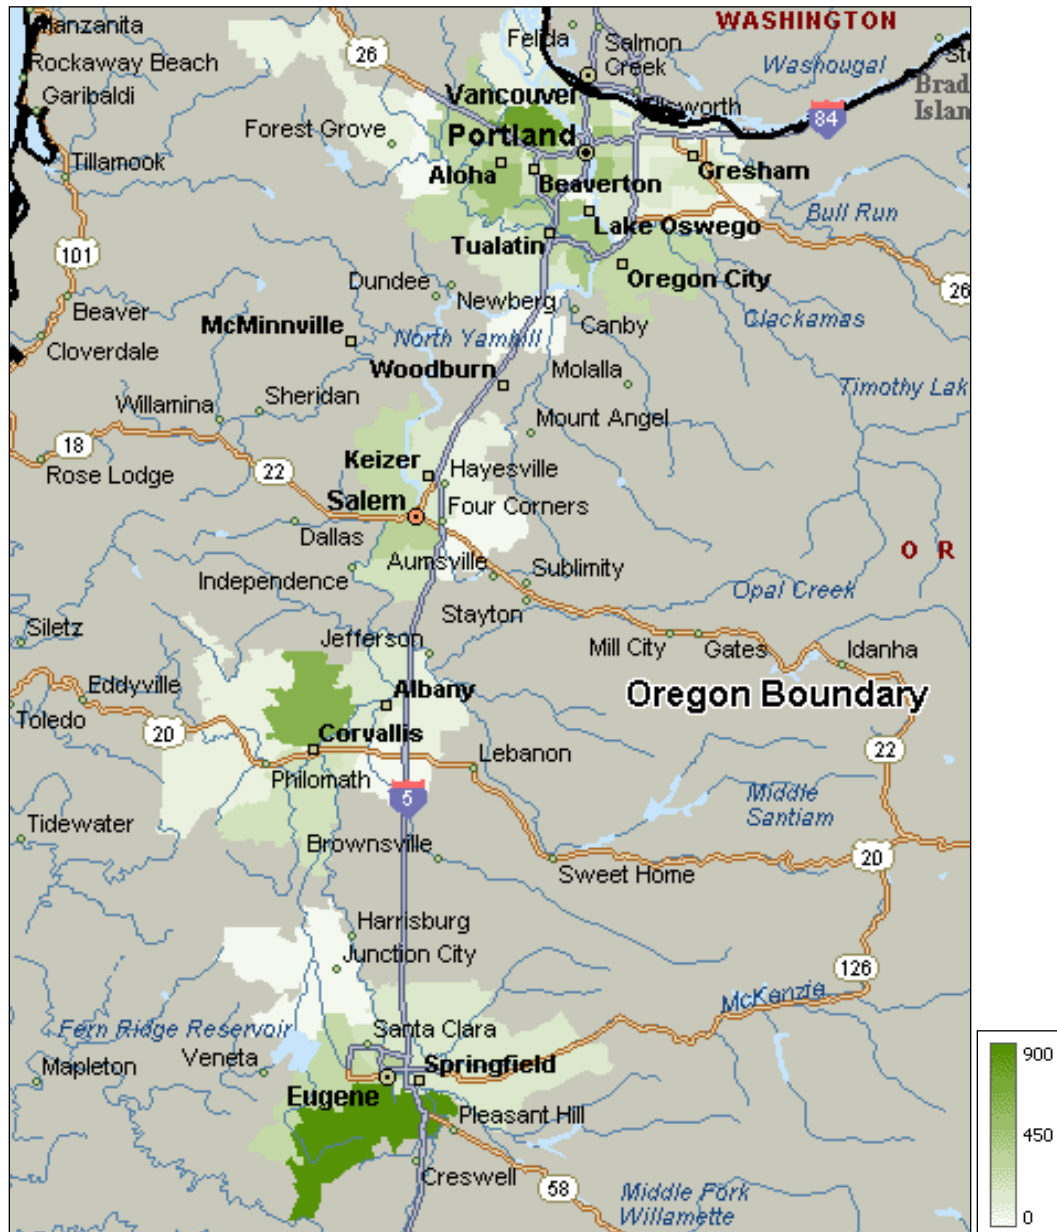 Manzanita
WASHINGTON
Felida
Salmon
Creek
26
Rockaway Beach
Washougal
Garibaldi
Vancouver
84
Forest Grove
Portland
Tillamook
Aloha
Beaverton
Gresham
Bull Run
Lake Oswego
Tualatin
101
Oregon City
Dundee
26
Newberg
Beaver
Canby
Clackamas
McMinnville
North Yamhill
Cloverdale
Woodburn
Molalla
Timothy Lak
Sheridan
Willamina
Mount Angel
18
Keizer
Hayesville
Rose Lodge
22
Salem
Four Corners
Dallas
O R
Aumsville
Sublimity
Independence
Opal Creek
Stayton
Siletz
Jefferson
Mill City
Gates
Idanha
Eddyville
Albany
Oregon Boundary
Toledo
20
Corvallis
22
Lebanon
Philomath
5
Middle
Santiam
Tidewater
Brownsville
20
Sweet Home
Harrisburg
Junction City
126
McKenzie
Fern Ridge Reservoir
Santa Clara
Veneta
Springfield
Mapleton
Eugene
Pleasant Hill
Creswell
58
Middle Fork
Willamette
900
450
0